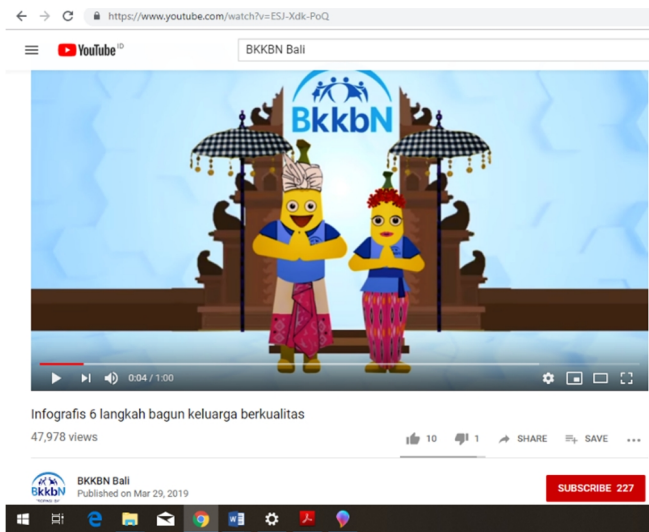 https://www.youtube.com/watch?v=ESJ-Xdk-PoQ
YouTube ID
BKKBN Bali
BkkbN
0:04 / 1:00
Infografis 6 langkah bagun keluarga berkualitas
47,978 views
10 1 SHARE SAVE
BkkbN
BKKBN Bali
Published on Mar 29, 2019
SUBSCRIBE 227